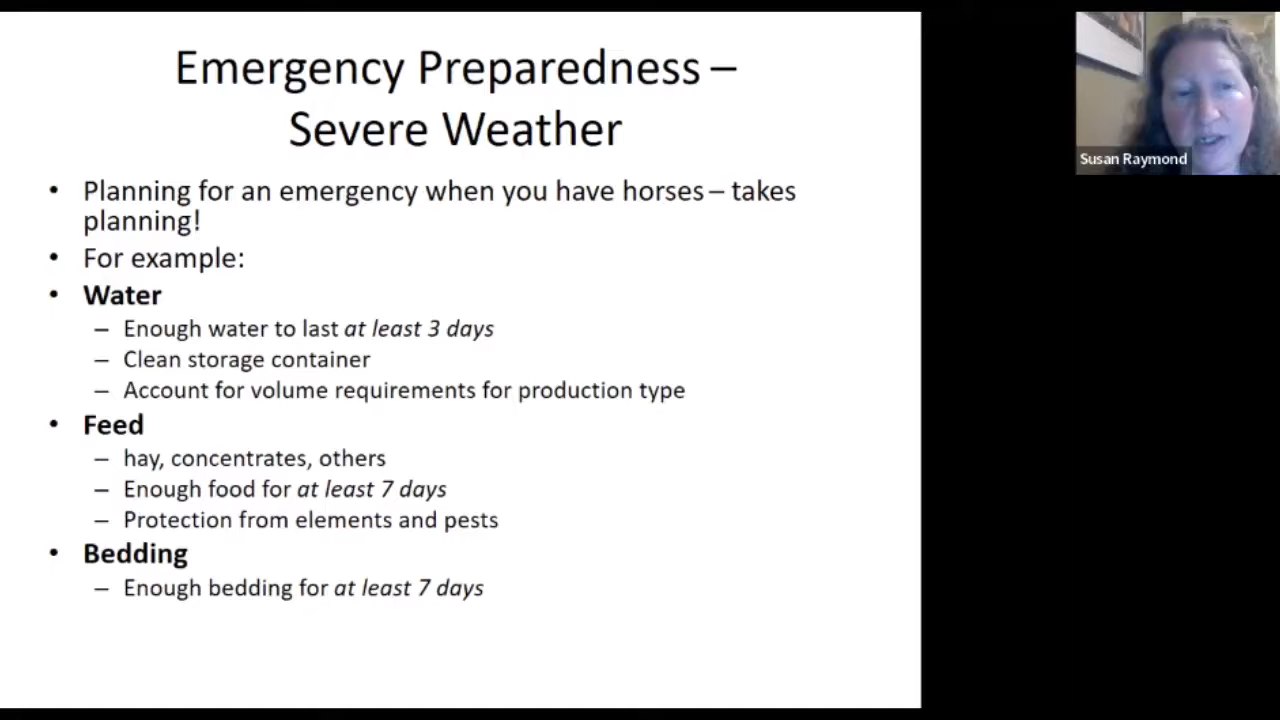 Emergency Preparedness –
Severe Weather
• Planning for an emergency when you have horses – takes
planning!
• For example:
• Water
– Enough water to last at least 3 days
– Clean storage container
– Account for volume requirements for production type
• Feed
– hay, concentrates, others
– Enough food for at least 7 days
– Protection from elements and pests
• Bedding
– Enough bedding for at least 7 days
Susan Raymond